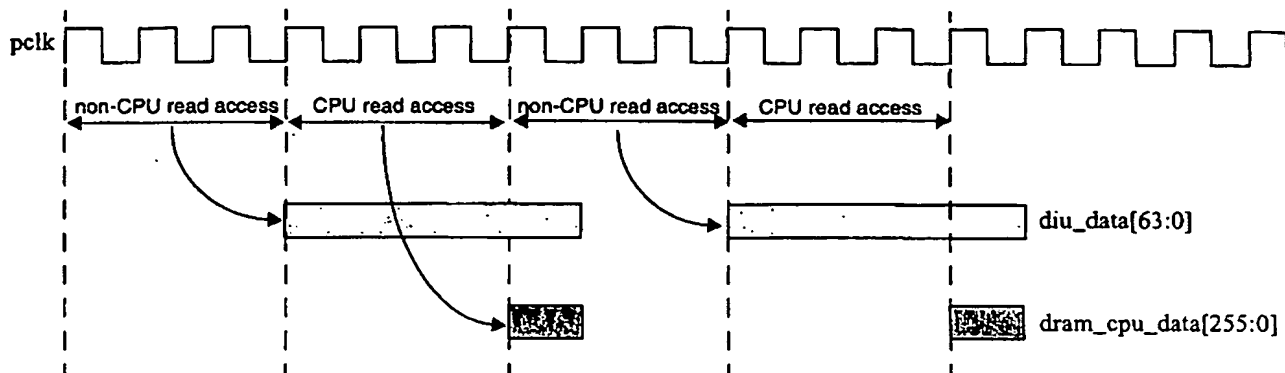 pclk
non-CPU read access CPU read access non-CPU read access CPU read access
diu_data[63:0]
dram_cpu_data[255:0]